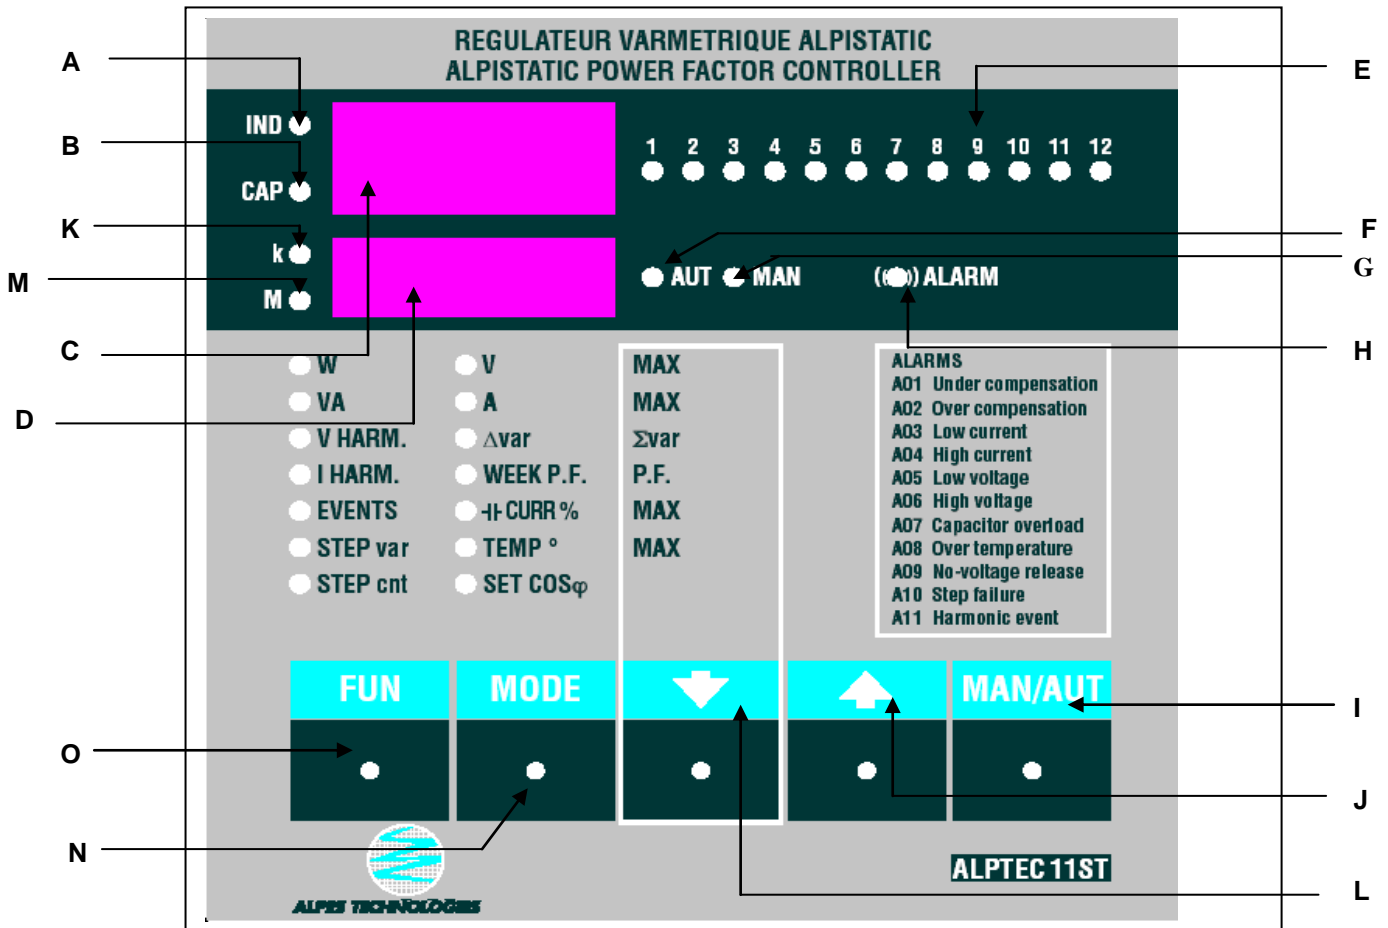 REGULATEUR VARMETRIQUE ALPISTATIC
ALPISTATIC POWER FACTOR CONTROLLER
A
B
K
M
C
D
O
N
E
F
G
H
I
J
L
IND
CAP
k
M
1 2 3 4 5 6 7 8 9 10 11 12
AUT MAN ((( ))) ALARM
W V MAX
VA A MAX
V HARM. Δvar Σvar
I HARM. WEEK P.F. P.F.
EVENTS ⊣⊢ CURR % MAX
STEP var TEMP ° MAX
STEP cnt SET COSφ
ALARMS
A01 Under compensation
A02 Over compensation
A03 Low current
A04 High current
A05 Low voltage
A06 High voltage
A07 Capacitor overload
A08 Over temperature
A09 No-voltage release
A10 Step failure
A11 Harmonic event
FUN MODE MAN/AUT
ALPTEC 11ST
ALPES TECHNOLOGIES